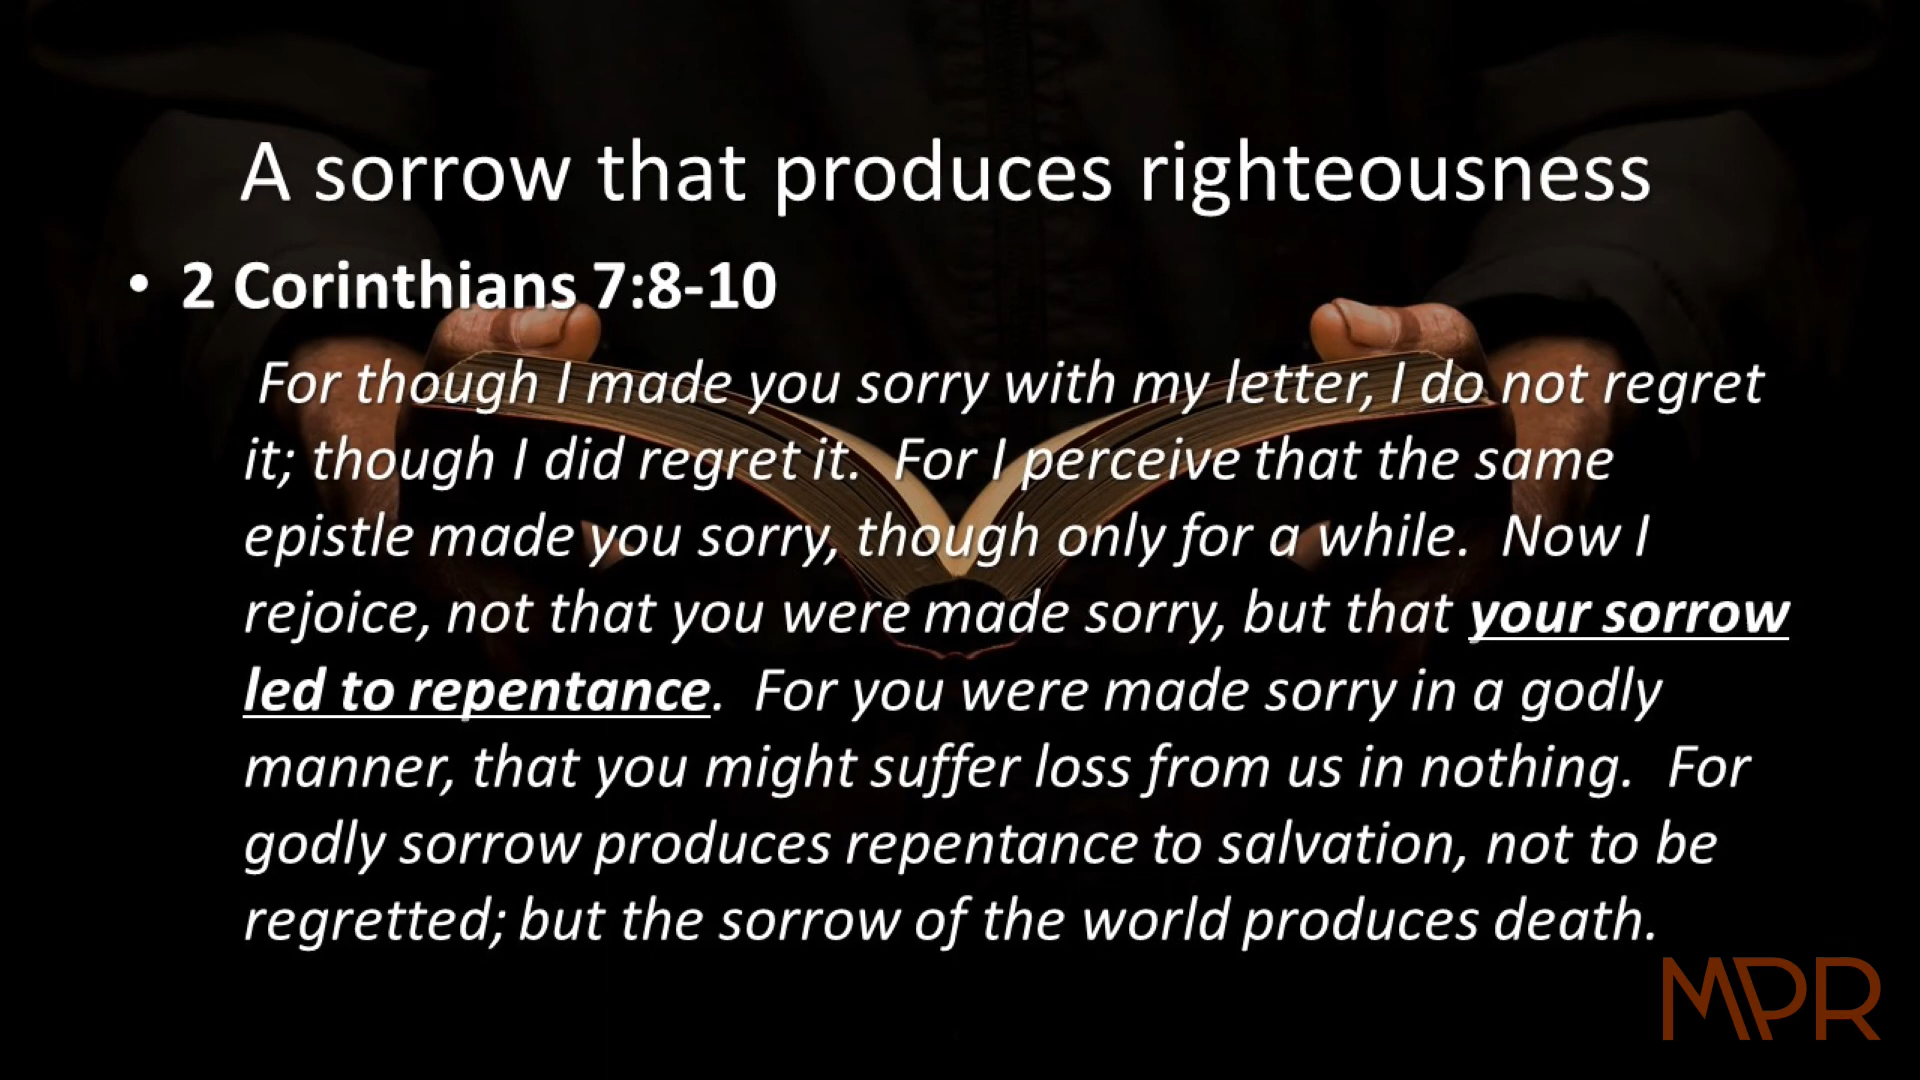 A sorrow that produces righteousness
• 2 Corinthians 7:8-10
For though I made you sorry with my letter, I do not regret
it; though I did regret it.  For I perceive that the same
epistle made you sorry, though only for a while.  Now I
rejoice, not that you were made sorry, but that your sorrow
led to repentance.  For you were made sorry in a godly
manner, that you might suffer loss from us in nothing.  For
godly sorrow produces repentance to salvation, not to be
regretted; but the sorrow of the world produces death.
MPR